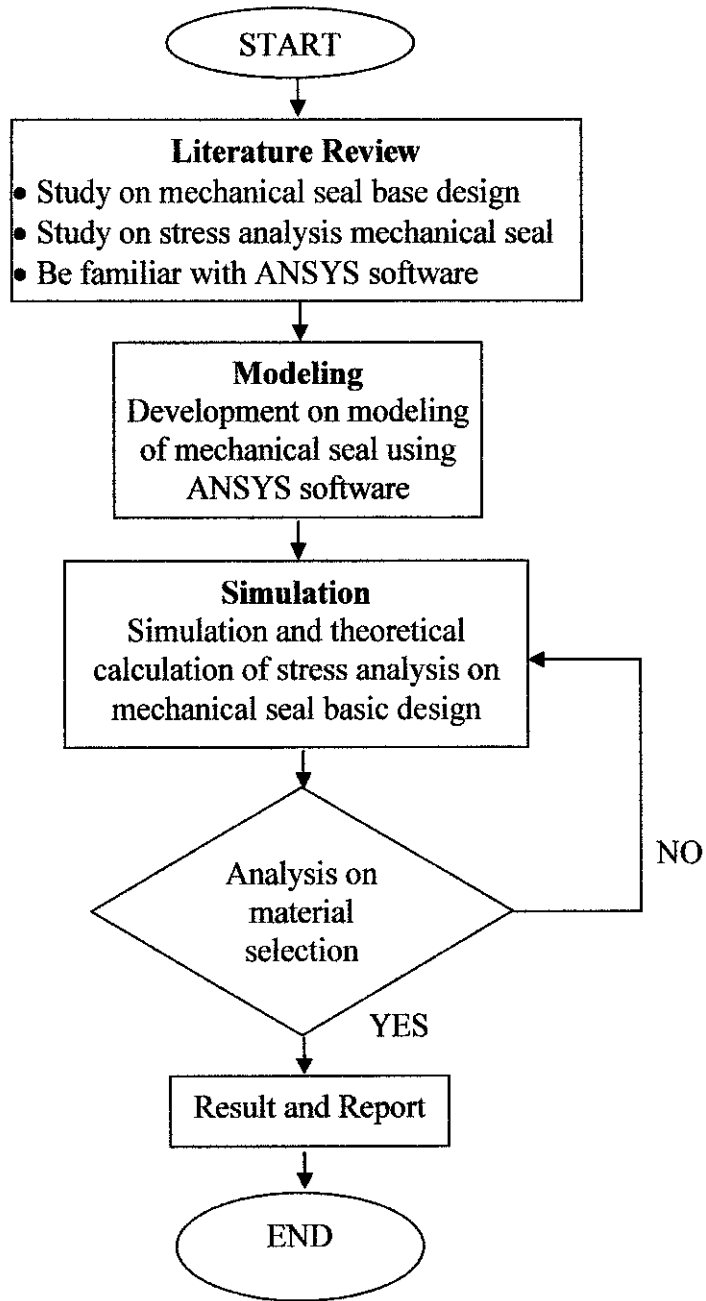 START
Literature Review
• Study on mechanical seal base design
• Study on stress analysis mechanical seal
• Be familiar with ANSYS software
Modeling
Development on modeling
of mechanical seal using
ANSYS software
Simulation
Simulation and theoretical
calculation of stress analysis on
mechanical seal basic design
NO
Analysis on
material
selection
YES
Result and Report
END